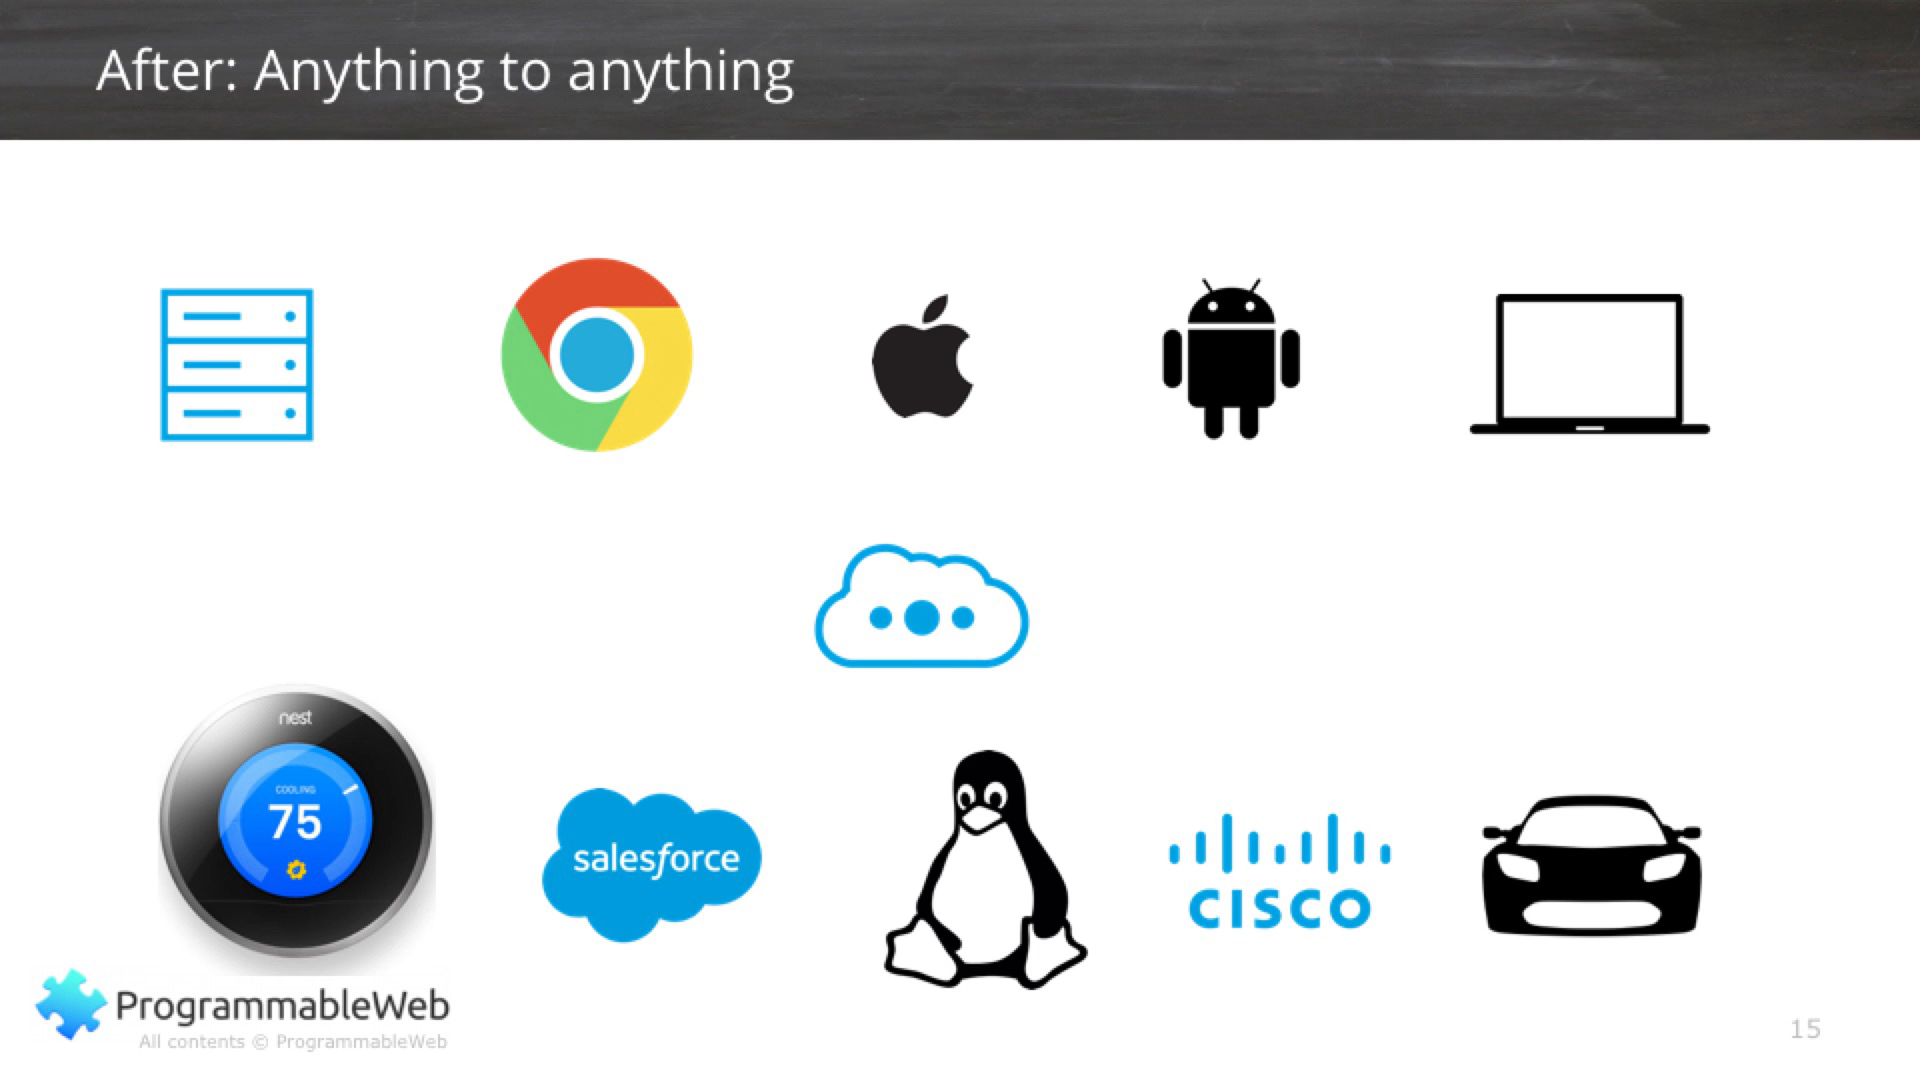 After: Anything to anything
nest
COOLING
75
salesforce
CISCO
ProgrammableWeb
All contents © ProgrammableWeb
15